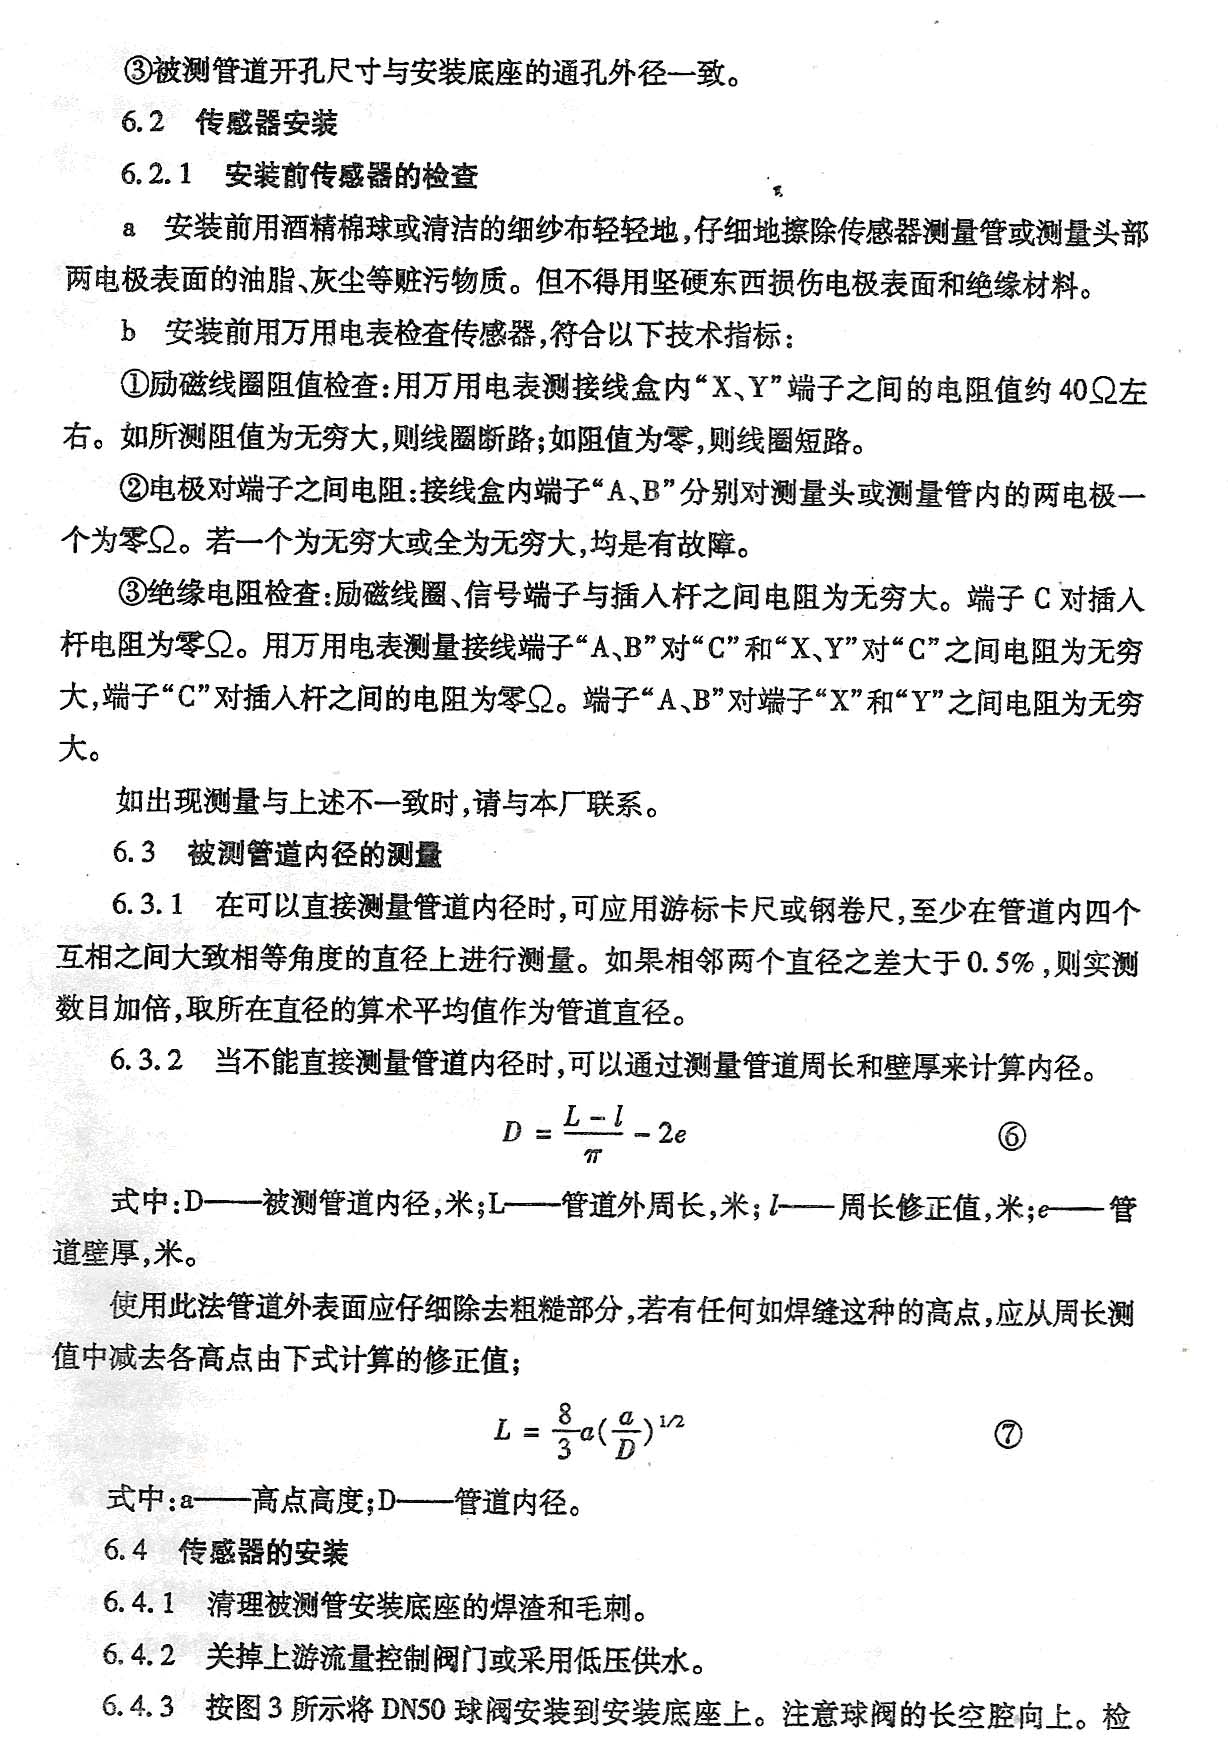 ③被测管道开孔尺寸与安装底座的通孔外径一致。
6.2 传感器安装
6.2.1 安装前传感器的检查
a 安装前用酒精棉球或清洁的细纱布轻轻地,仔细地擦除传感器测量管或测量头部
两电极表面的油脂、灰尘等赃污物质。但不得用坚硬东西损伤电极表面和绝缘材料。
b 安装前用万用电表检查传感器,符合以下技术指标:
①励磁线圈阻值检查:用万用电表测接线盒内“X、Y”端子之间的电阻值约40Ω左
右。如所测阻值为无穷大,则线圈断路;如阻值为零,则线圈短路。
②电极对端子之间电阻:接线盒内端子“A、B”分别对测量头或测量管内的两电极一
个为零Ω。若一个为无穷大或全为无穷大,均是有故障。
③绝缘电阻检查:励磁线圈、信号端子与插入杆之间电阻为无穷大。端子 C 对插入
杆电阻为零Ω。用万用电表测量接线端子“A、B”对“C”和“X、Y”对“C”之间电阻为无穷
大,端子“C”对插入杆之间的电阻为零Ω。端子“A、B”对端子“X”和“Y”之间电阻为无穷
大。
如出现测量与上述不一致时,请与本厂联系。
6.3 被测管道内径的测量
6.3.1 在可以直接测量管道内径时,可应用游标卡尺或钢卷尺,至少在管道内四个
互相之间大致相等角度的直径上进行测量。如果相邻两个直径之差大于0.5%,则实测
数目加倍,取所在直径的算术平均值作为管道直径。
6.3.2 当不能直接测量管道内径时,可以通过测量管道周长和壁厚来计算内径。
D = (L - l)/π - 2e ⑥
式中:D——被测管道内径,米;L——管道外周长,米;l——周长修正值,米;e——管
道壁厚,米。
使用此法管道外表面应仔细除去粗糙部分,若有任何如焊缝这种的高点,应从周长测
值中减去各高点由下式计算的修正值;
L = 8/3 a(a/D)^1/2 ⑦
式中:a——高点高度;D——管道内径。
6.4 传感器的安装
6.4.1 清理被测管安装底座的焊渣和毛刺。
6.4.2 关掉上游流量控制阀门或采用低压供水。
6.4.3 按图3所示将DN50球阀安装到安装底座上。注意球阀的长空腔向上。检